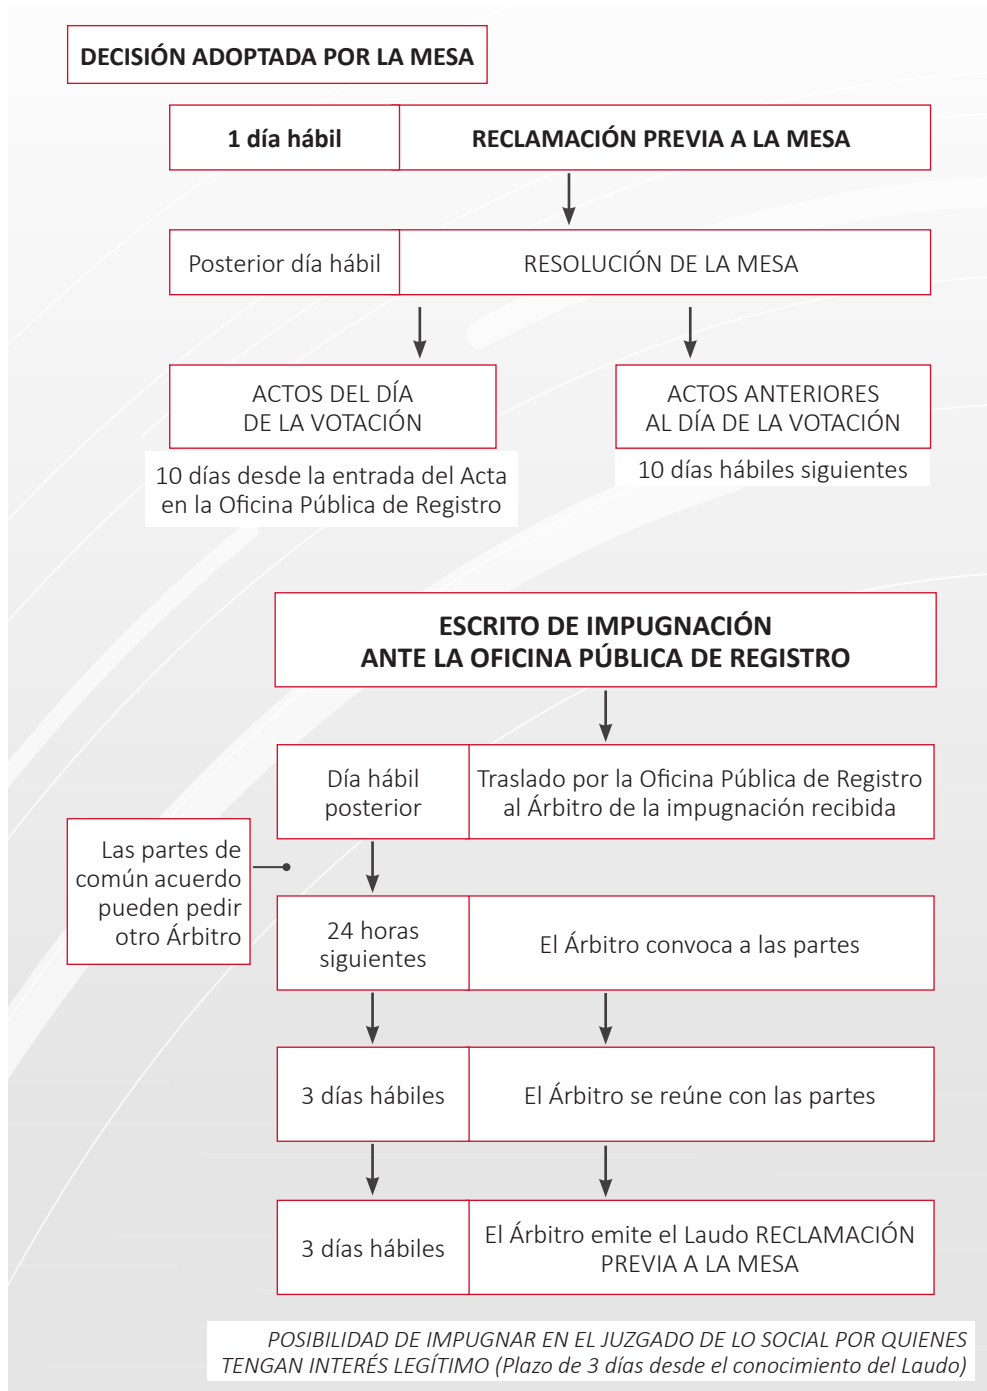 DECISIÓN ADOPTADA POR LA MESA
1 día hábil
RECLAMACIÓN PREVIA A LA MESA
Posterior día hábil
RESOLUCIÓN DE LA MESA
ACTOS DEL DÍA
DE LA VOTACIÓN
10 días desde la entrada del Acta
en la Oficina Pública de Registro
ACTOS ANTERIORES
AL DÍA DE LA VOTACIÓN
10 días hábiles siguientes
ESCRITO DE IMPUGNACIÓN
ANTE LA OFICINA PÚBLICA DE REGISTRO
Día hábil
posterior
Traslado por la Oficina Pública de Registro
al Árbitro de la impugnación recibida
Las partes de
común acuerdo
pueden pedir
otro Árbitro
24 horas
siguientes
El Árbitro convoca a las partes
3 días hábiles
El Árbitro se reúne con las partes
3 días hábiles
El Árbitro emite el Laudo RECLAMACIÓN
PREVIA A LA MESA
POSIBILIDAD DE IMPUGNAR EN EL JUZGADO DE LO SOCIAL POR QUIENES
TENGAN INTERÉS LEGÍTIMO (Plazo de 3 días desde el conocimiento del Laudo)